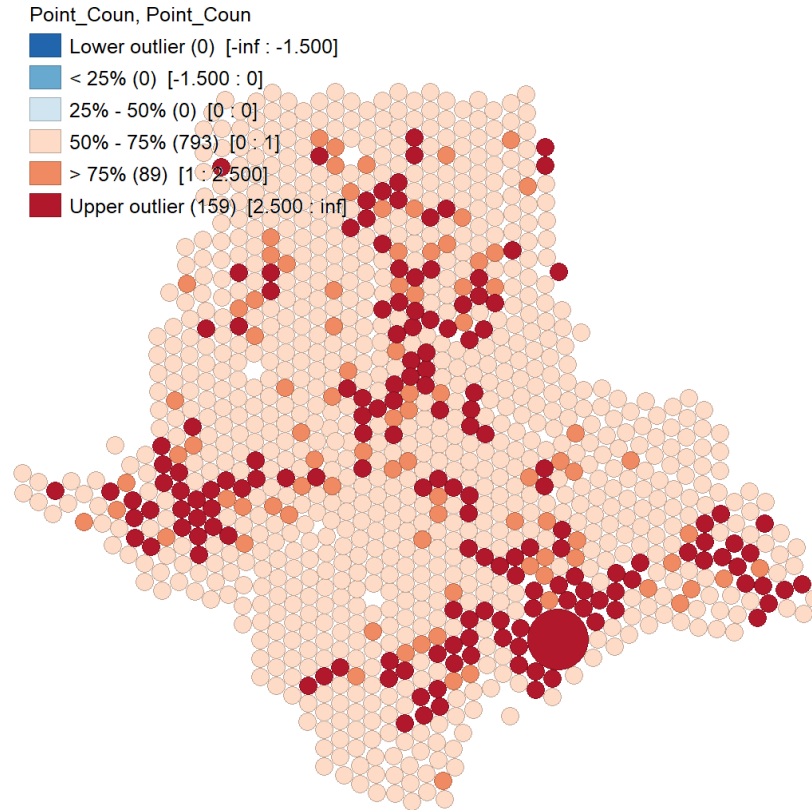 Point_Coun, Point_Coun
Lower outlier (0) [-inf : -1.500]
< 25% (0) [-1.500 : 0]
25% - 50% (0) [0 : 0]
50% - 75% (793) [0 : 1]
> 75% (89) [1 : 2.500]
Upper outlier (159) [2.500 : inf]